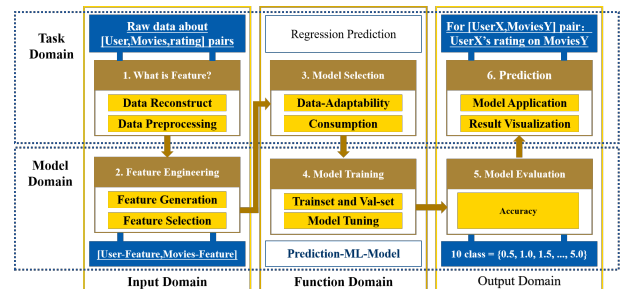 Task
Domain
Raw data about
[User,Movies,rating] pairs
1. What is Feature?
Data Reconstruct
Data Preprocessing
Regression Prediction
3. Model Selection
Data-Adaptability
Consumption
For [UserX,MoviesY] pair:
UserX's rating on MoviesY
6. Prediction
Model Application
Result Visualization
Model
Domain
2. Feature Engineering
Feature Generation
Feature Selection
[User-Feature,Movies-Feature]
4. Model Training
Trainset and Val-set
Model Tuning
Prediction-ML-Model
5. Model Evaluation
Accuracy
10 class = {0.5, 1.0, 1.5, ..., 5.0}
Input Domain
Function Domain
Output Domain